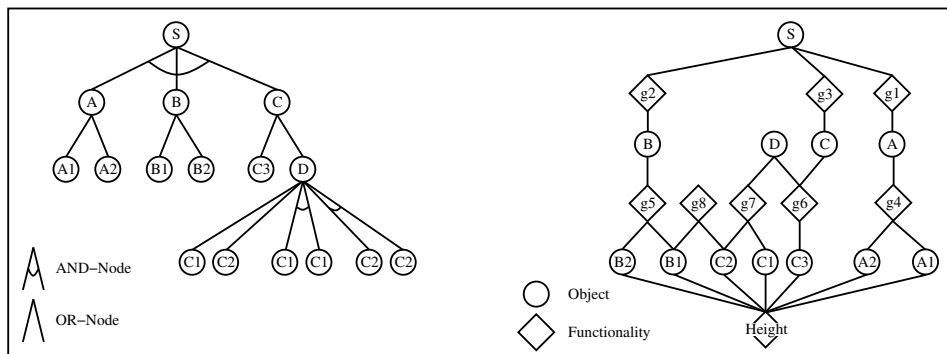 S
S
g2 g3 g1
A B C
B D C A
A1 A2 B1 B2 C3 D
g5 g8 g7 g6 g4
C1 C2 C1 C1 C2 C2
B2 B1 C2 C1 C3 A2 A1
AND-Node
Object
OR-Node
Functionality
Height